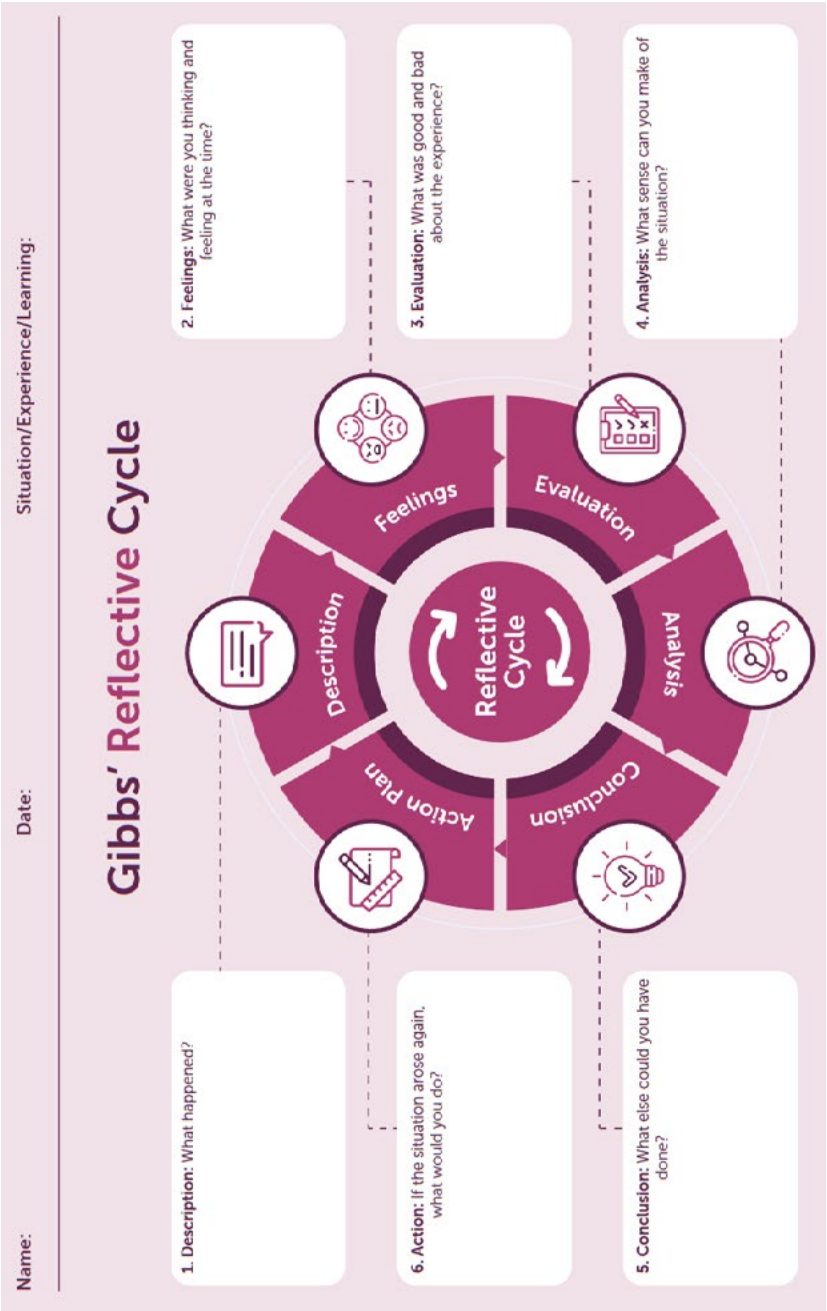 Name: Date: Situation/Experience/Learning:
Gibbs' Reflective Cycle
1. Description: What happened?
2. Feelings: What were you thinking and
feeling at the time?
6. Action: If the situation arose again,
what would you do?
3. Evaluation: What was good and bad
about the experience?
5. Conclusion: What else could you have
done?
4. Analysis: What sense can you make of
the situation?
Description
Feelings
Evaluation
Analysis
Conclusion
Action Plan
Reflective
Cycle